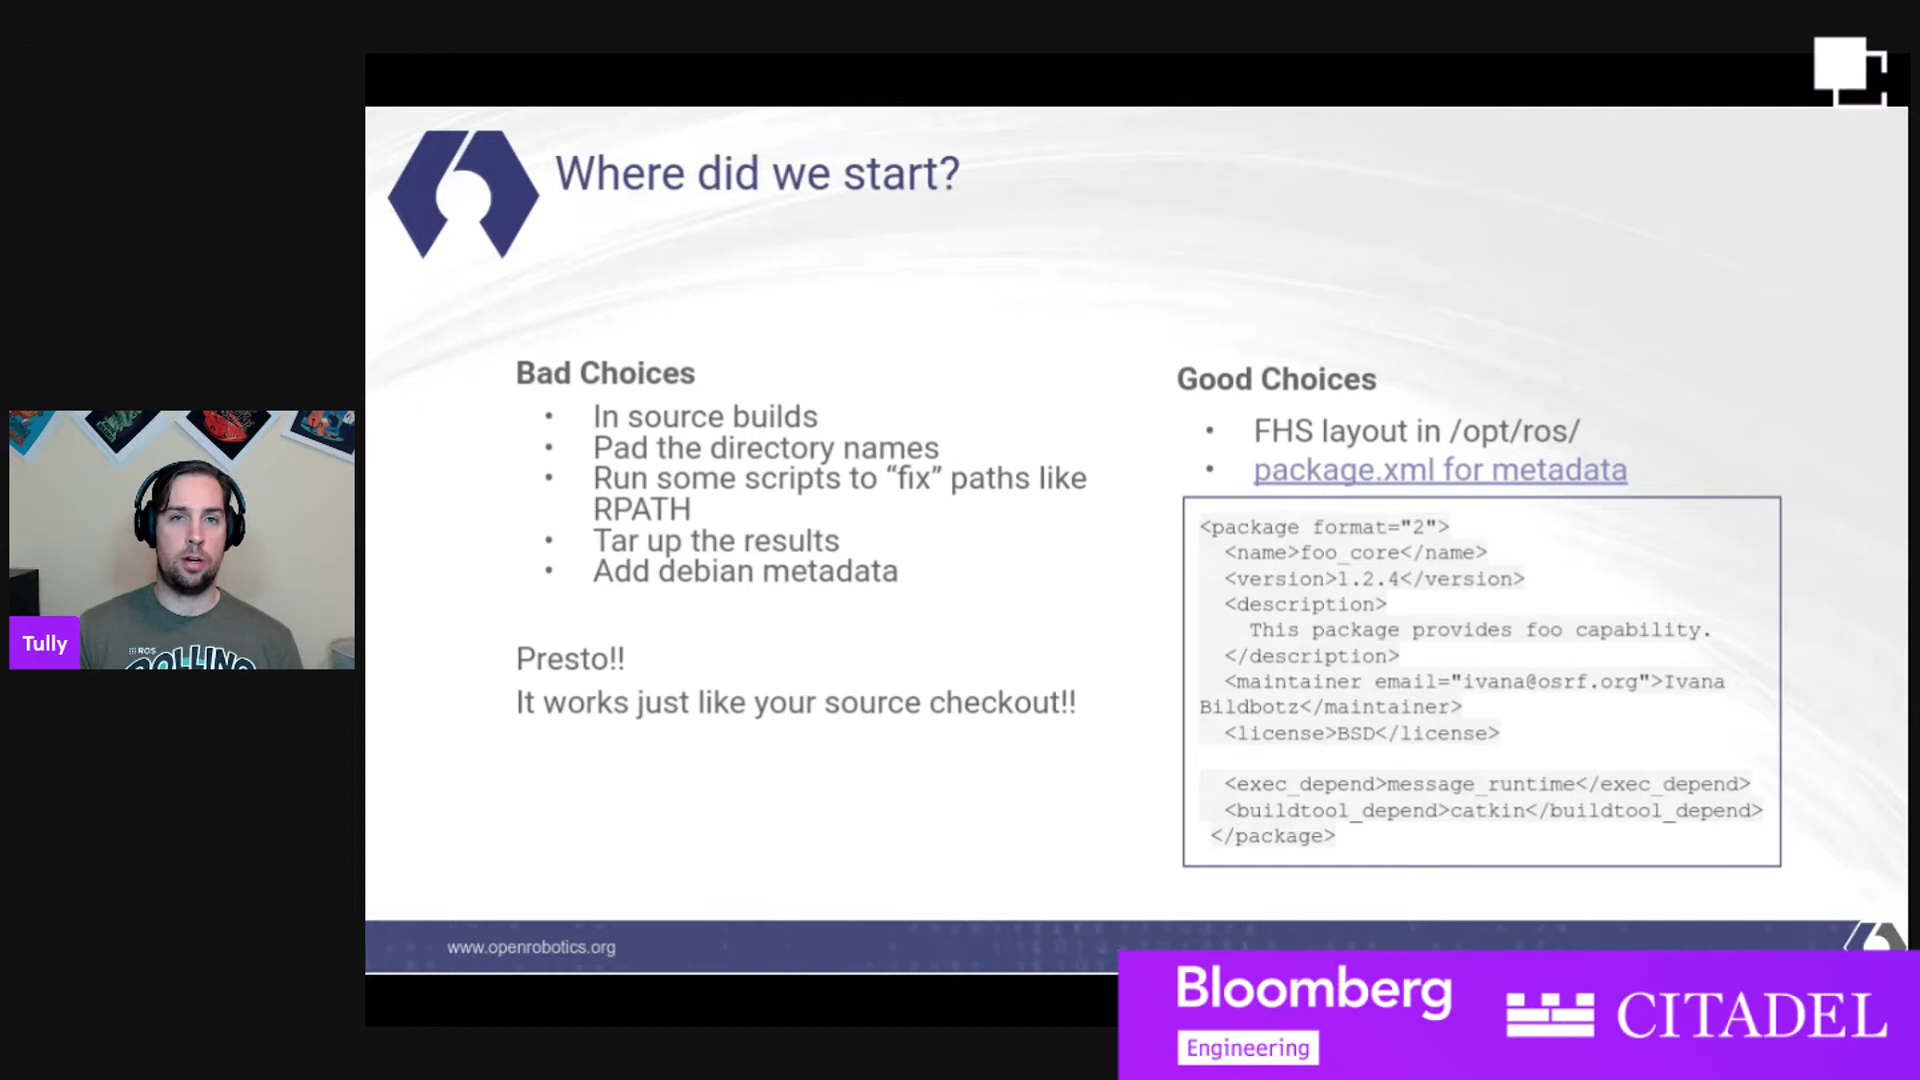 Where did we start?
Bad Choices
• In source builds
• Pad the directory names
• Run some scripts to “fix” paths like
RPATH
• Tar up the results
• Add debian metadata
Presto!!
It works just like your source checkout!!
Good Choices
• FHS layout in /opt/ros/
• package.xml for metadata
<package format="2">
<name>foo_core</name>
<version>1.2.4</version>
<description>
This package provides foo capability.
</description>
<maintainer email="ivana@osrf.org">Ivana
Bildbotz</maintainer>
<license>BSD</license>
<exec_depend>message_runtime</exec_depend>
<buildtool_depend>catkin</buildtool_depend>
</package>
Tully
ROS
ROLLING
www.openrobotics.org
Bloomberg
Engineering
CITADEL